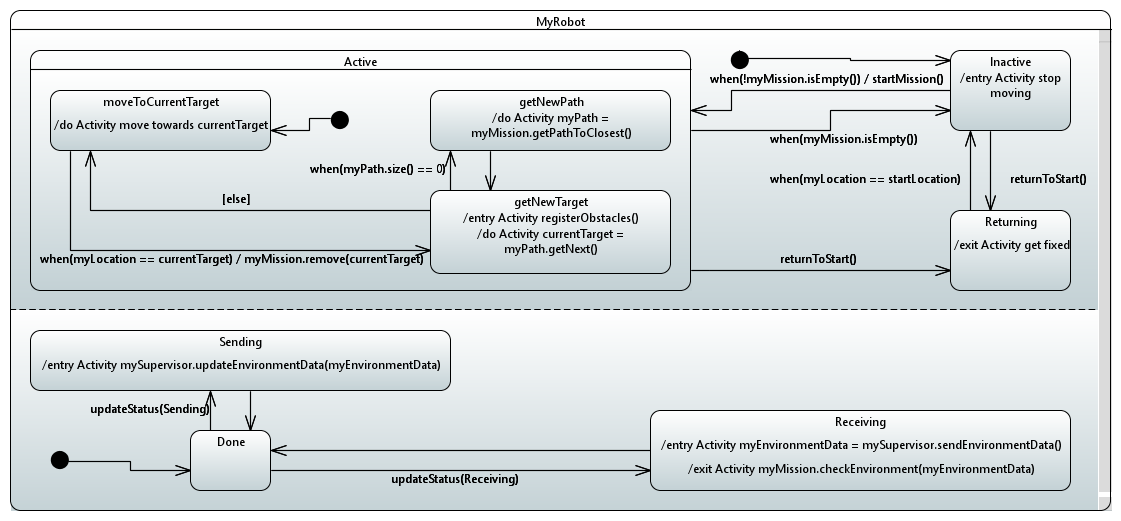 MyRobot
Active
moveToCurrentTarget
/do Activity move towards currentTarget
getNewPath
/do Activity myPath =
myMission.getPathToClosest()
when(myPath.size() == 0)
[else]
getNewTarget
/entry Activity registerObstacles()
/do Activity currentTarget =
myPath.getNext()
when(myLocation == currentTarget) / myMission.remove(currentTarget)
when(!myMission.isEmpty()) / startMission()
when(myMission.isEmpty())
Inactive
/entry Activity stop
moving
when(myLocation == startLocation)
returnToStart()
Returning
/exit Activity get fixed
returnToStart()
Sending
/entry Activity mySupervisor.updateEnvironmentData(myEnvironmentData)
updateStatus(Sending)
Done
updateStatus(Receiving)
Receiving
/entry Activity myEnvironmentData = mySupervisor.sendEnvironmentData()
/exit Activity myMission.checkEnvironment(myEnvironmentData)